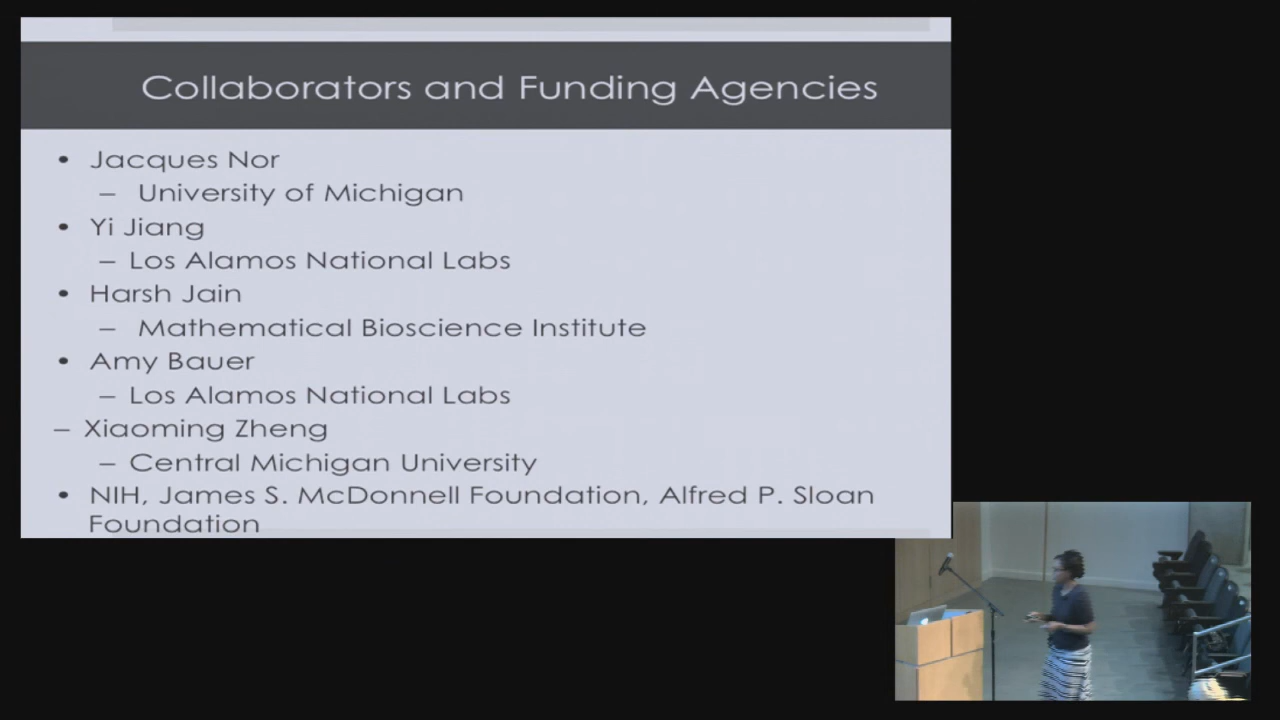 Collaborators and Funding Agencies
• Jacques Nor
– University of Michigan
• Yi Jiang
– Los Alamos National Labs
• Harsh Jain
– Mathematical Bioscience Institute
• Amy Bauer
– Los Alamos National Labs
– Xiaoming Zheng
– Central Michigan University
• NIH, James S. McDonnell Foundation, Alfred P. Sloan
Foundation